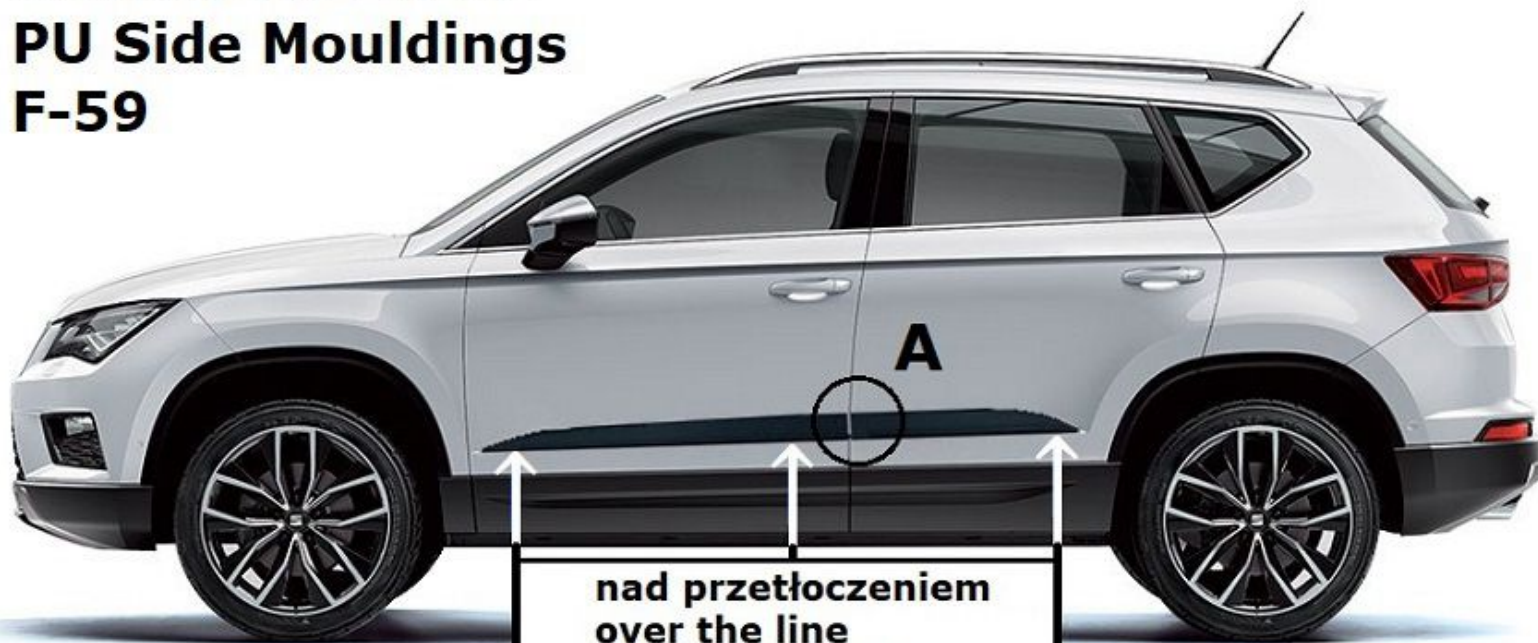 PU Side Mouldings
F-59
A
nad przetłoczeniem
over the line